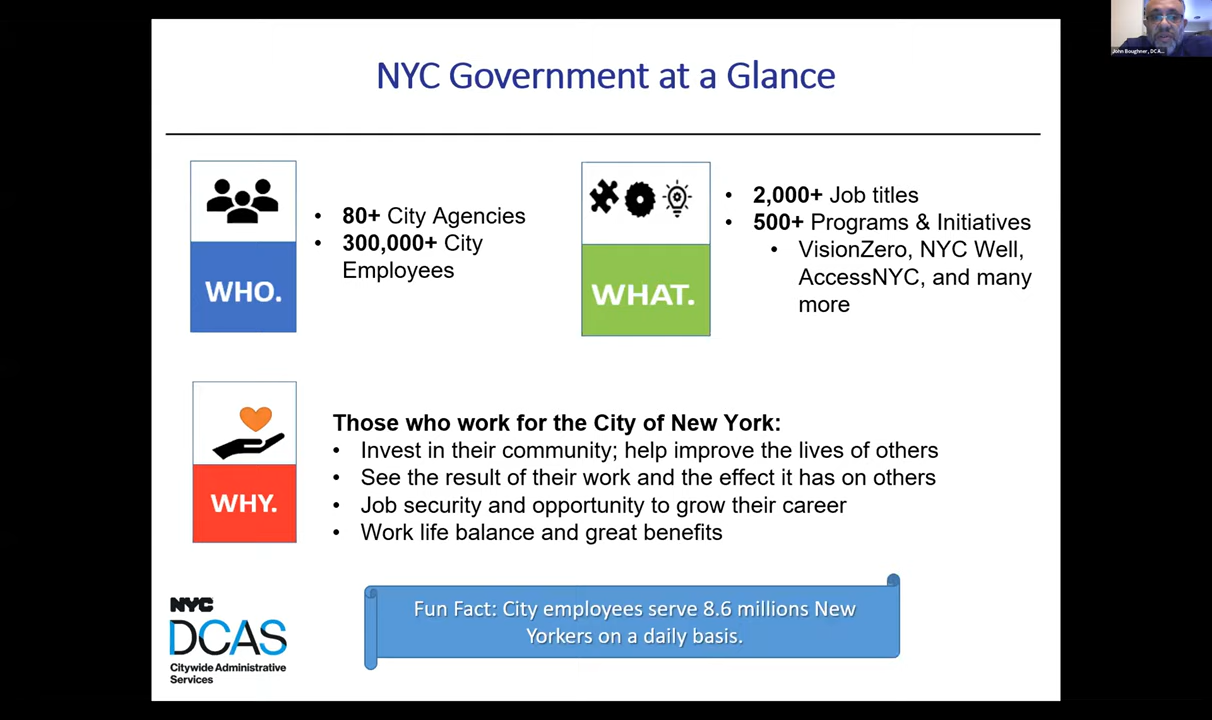 NYC Government at a Glance
WHO.
• 80+ City Agencies
• 300,000+ City
Employees
WHAT.
• 2,000+ Job titles
• 500+ Programs & Initiatives
• VisionZero, NYC Well,
AccessNYC, and many
more
WHY.
Those who work for the City of New York:
• Invest in their community; help improve the lives of others
• See the result of their work and the effect it has on others
• Job security and opportunity to grow their career
• Work life balance and great benefits
NYC
DCAS
Citywide Administrative
Services
Fun Fact: City employees serve 8.6 millions New
Yorkers on a daily basis.
John Boughner, DCA...